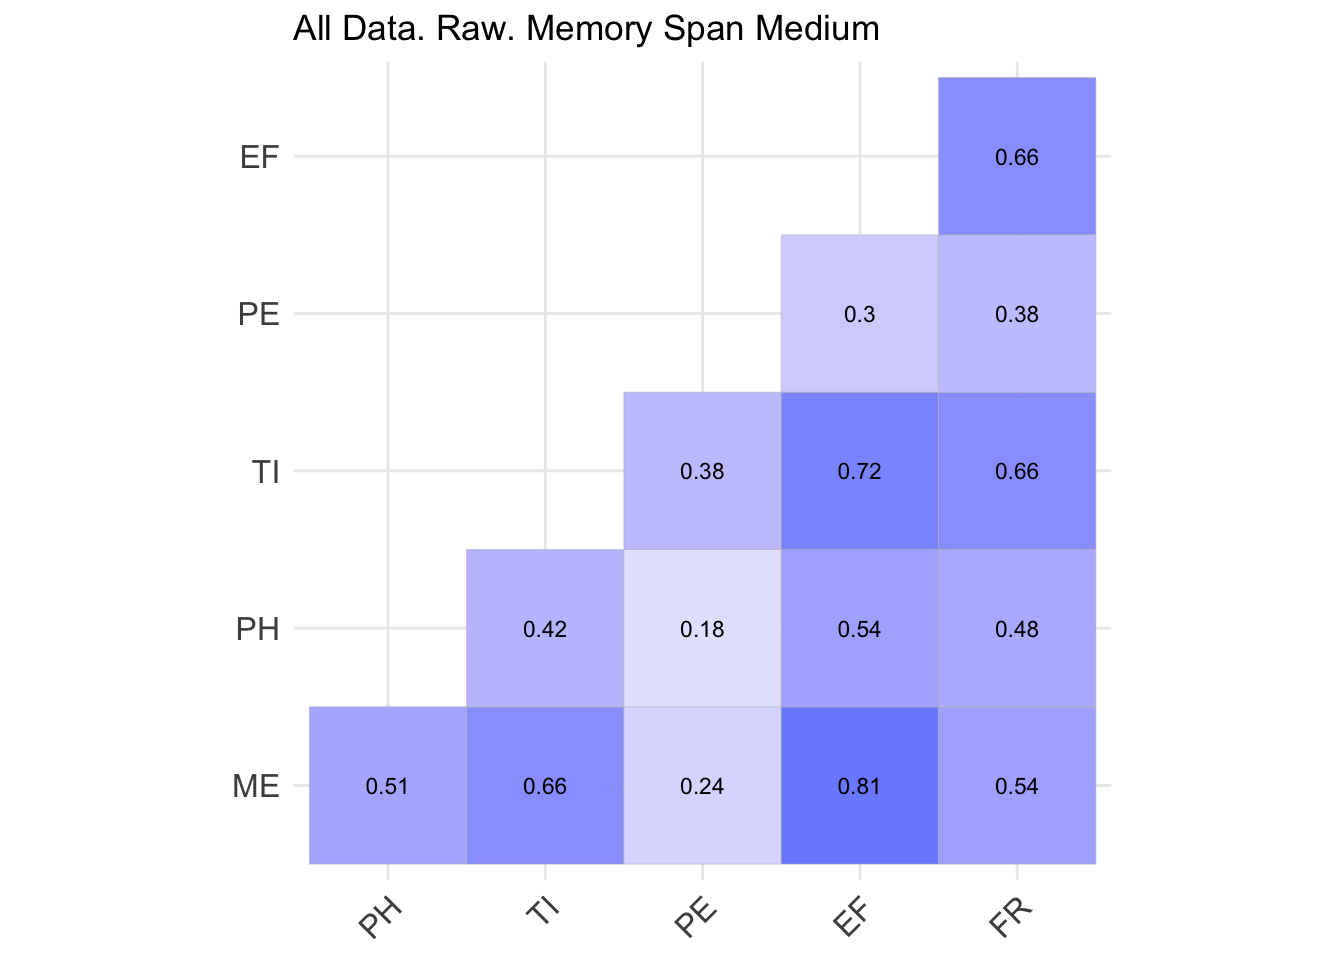 All Data. Raw. Memory Span Medium
EF 0.66
PE 0.3 0.38
TI 0.38 0.72 0.66
PH 0.42 0.18 0.54 0.48
ME 0.51 0.66 0.24 0.81 0.54
PH TI PE EF FR